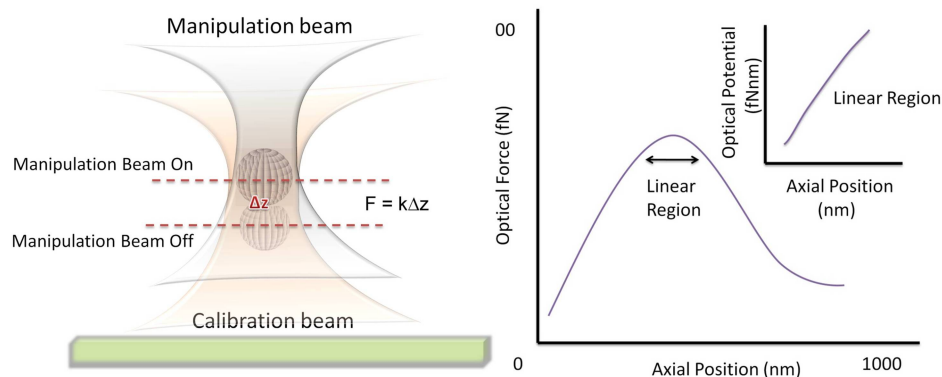 Manipulation beam
Manipulation Beam On
Δz
F = kΔz
Manipulation Beam Off
Calibration beam
00
Optical Force (fN)
Linear
Region
0
Axial Position (nm)
1000
Optical Potential
(fNnm)
Linear Region
Axial Position
(nm)